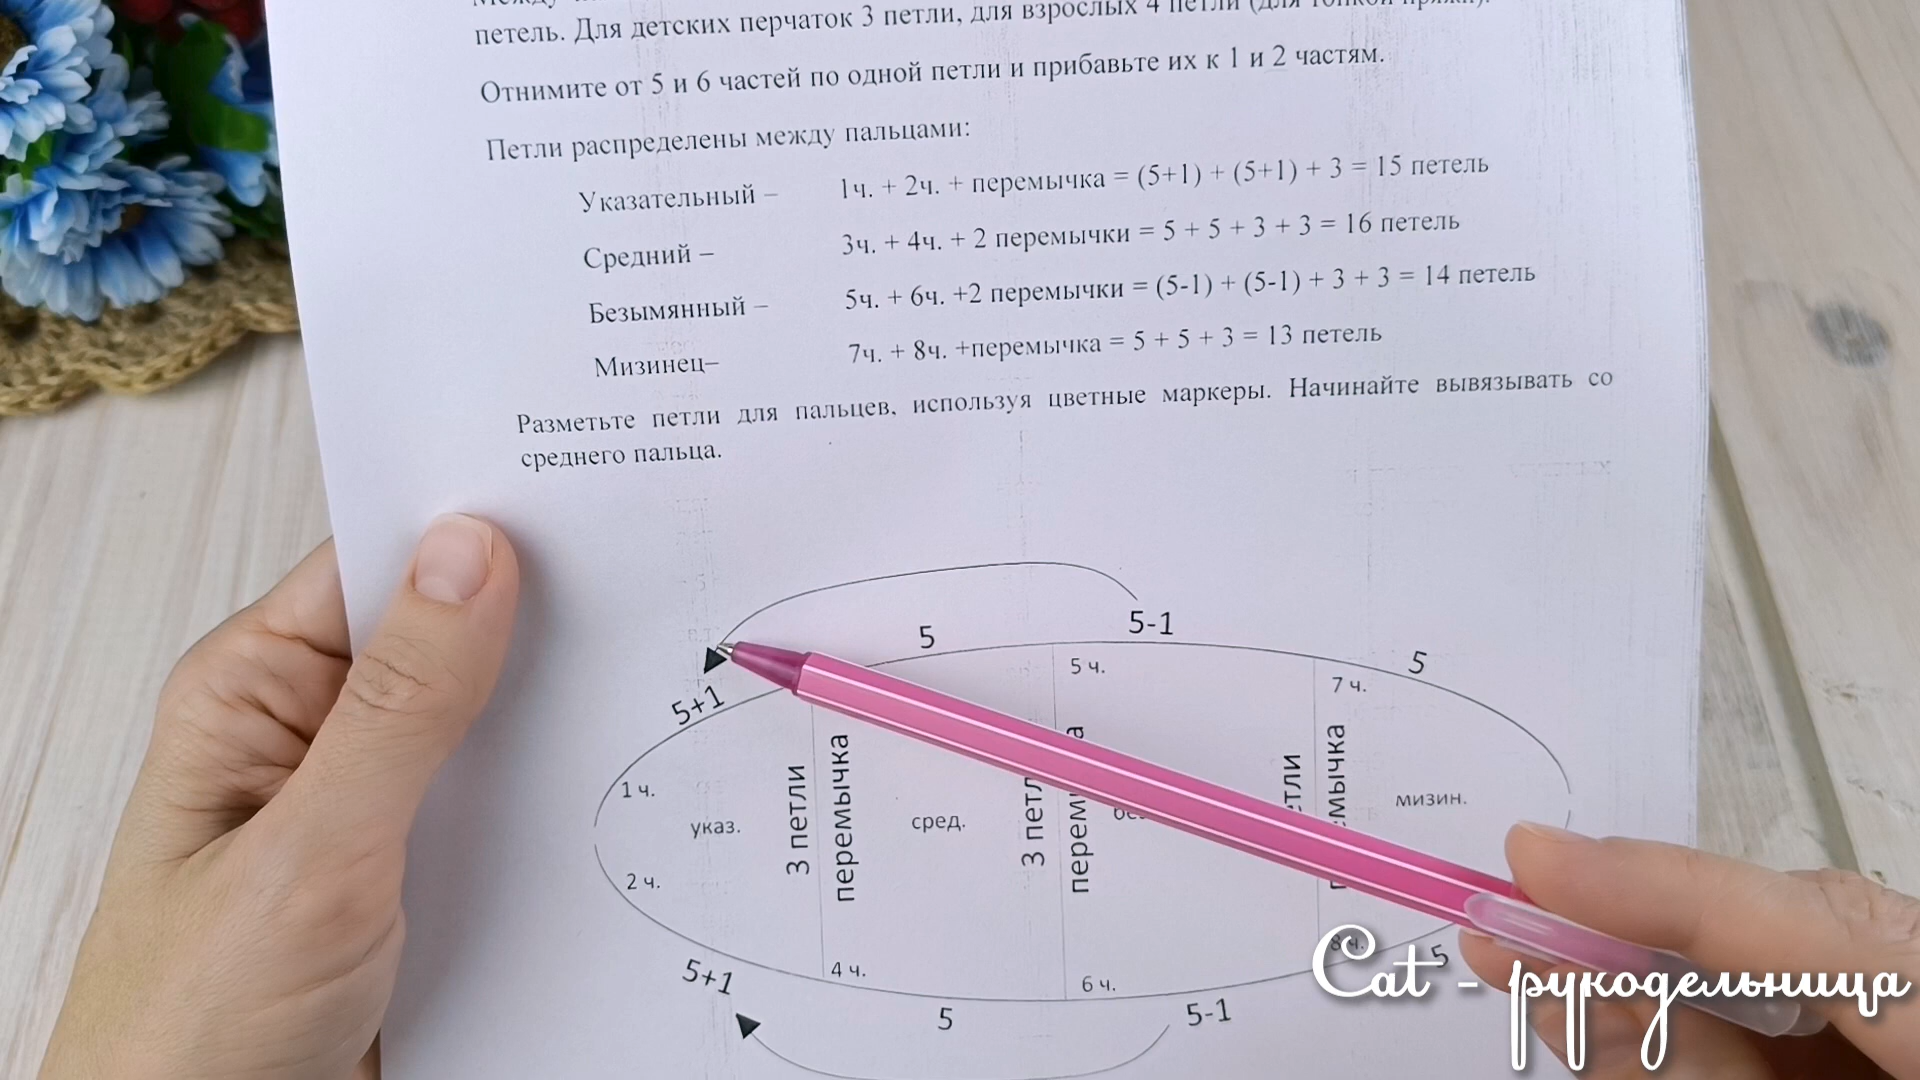 петель. Для детских перчаток 3 петли, для взрослых 4 петли (для тонкой пряжи).
Отнимите от 5 и 6 частей по одной петли и прибавьте их к 1 и 2 частям.
Петли распределены между пальцами:
Указательный – 1ч. + 2ч. + перемычка = (5+1) + (5+1) + 3 = 15 петель
Средний – 3ч. + 4ч. + 2 перемычки = 5 + 5 + 3 + 3 = 16 петель
Безымянный – 5ч. + 6ч. +2 перемычки = (5-1) + (5-1) + 3 + 3 = 14 петель
Мизинец– 7ч. + 8ч. +перемычка = 5 + 5 + 3 = 13 петель
Разметьте петли для пальцев, используя цветные маркеры. Начинайте вывязывать со
среднего пальца.
5-1
5
5
5+1
5 ч.
7 ч.
1 ч.
указ.
3 петли
перемычка
сред.
мизин.
2 ч.
4 ч.
6 ч.
8 ч.
5+1
5
5-1
5
Cat - рукодельница